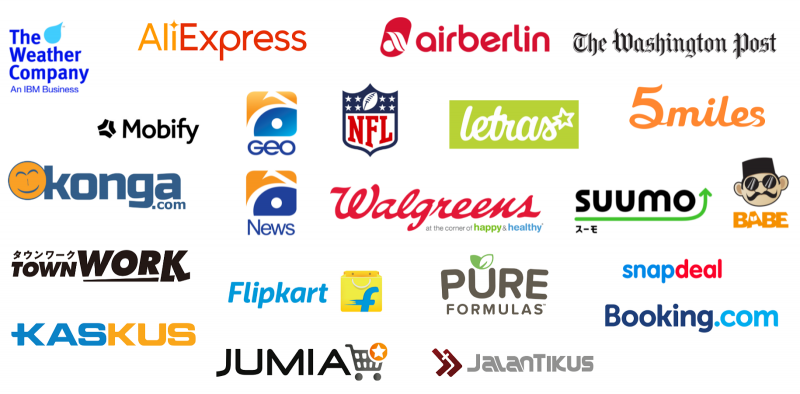 The
Weather
Company
An IBM Business
AliExpress
airberlin
The Washington Post
Mobify
GEO
NFL
letras
5miles
konga
.com
News
Walgreens
at the corner of happy & healthy
SUUMO
スーモ
BABE
タウンワーク
TOWNWORK
Flipkart
f
PURE
FORMULAS™
snapdeal
Booking.com
KASKUS
JUMIA
JALANTIKUS